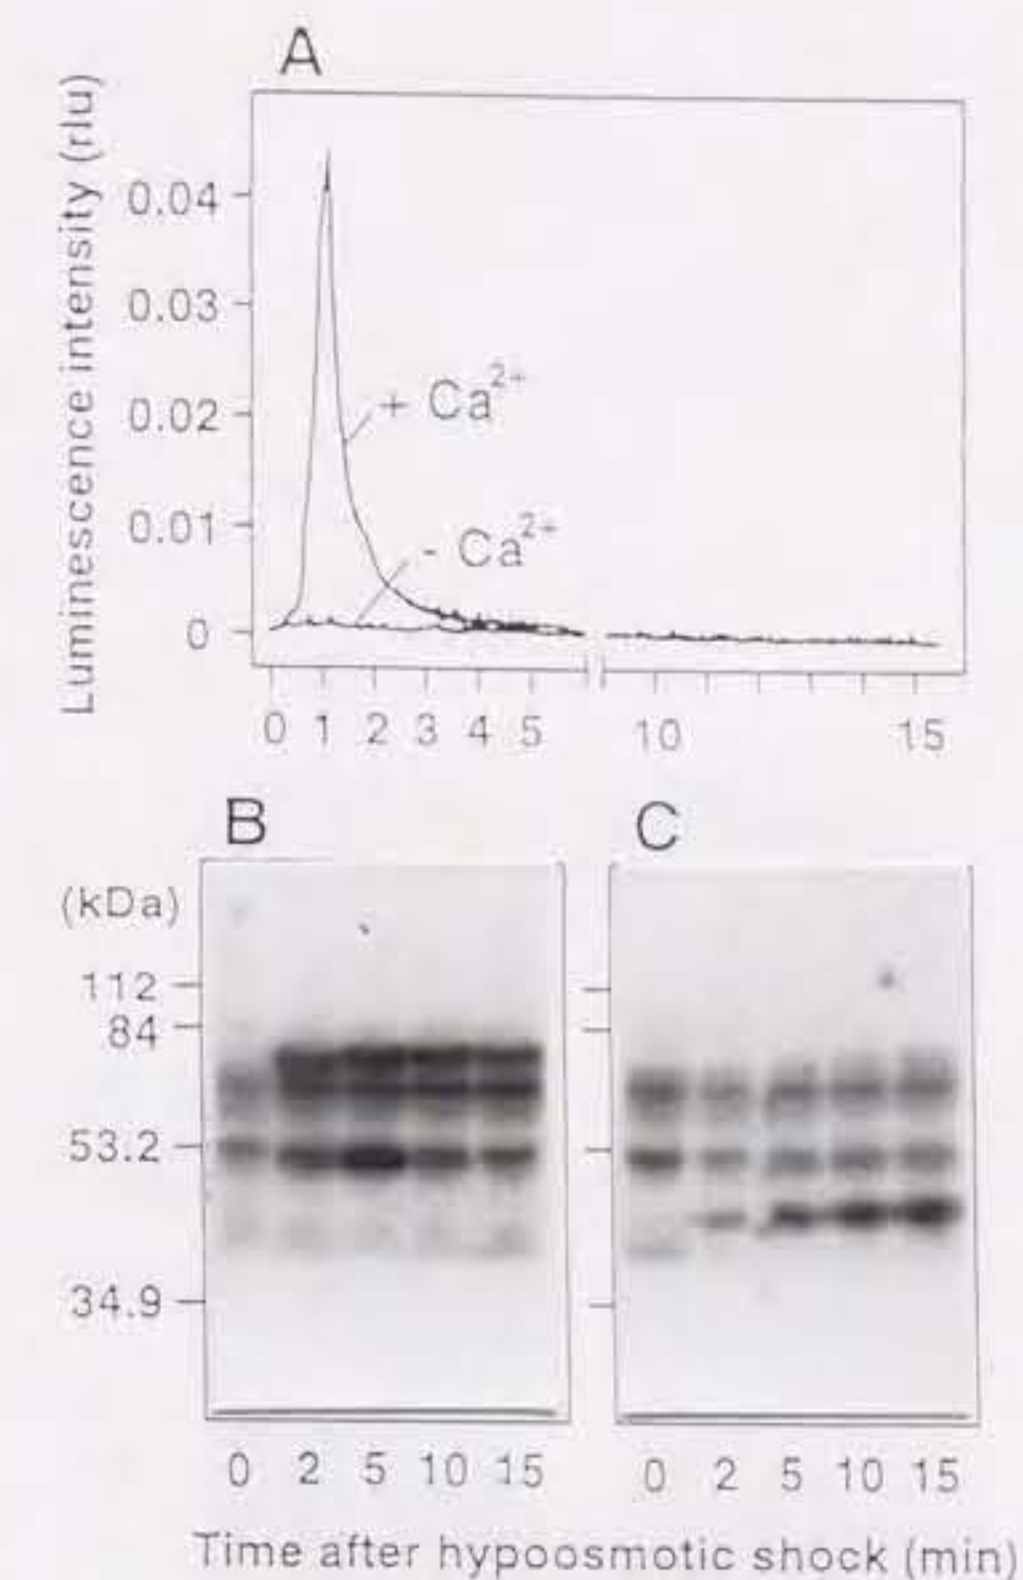 A
Luminescence intensity (rlu)
0.04
0.03
0.02
0.01
0
+ Ca²⁺
- Ca²⁺
0 1 2 3 4 5 10 15
B C
(kDa)
112
84
53.2
34.9
0 2 5 10 15 0 2 5 10 15
Time after hypoosmotic shock (min)